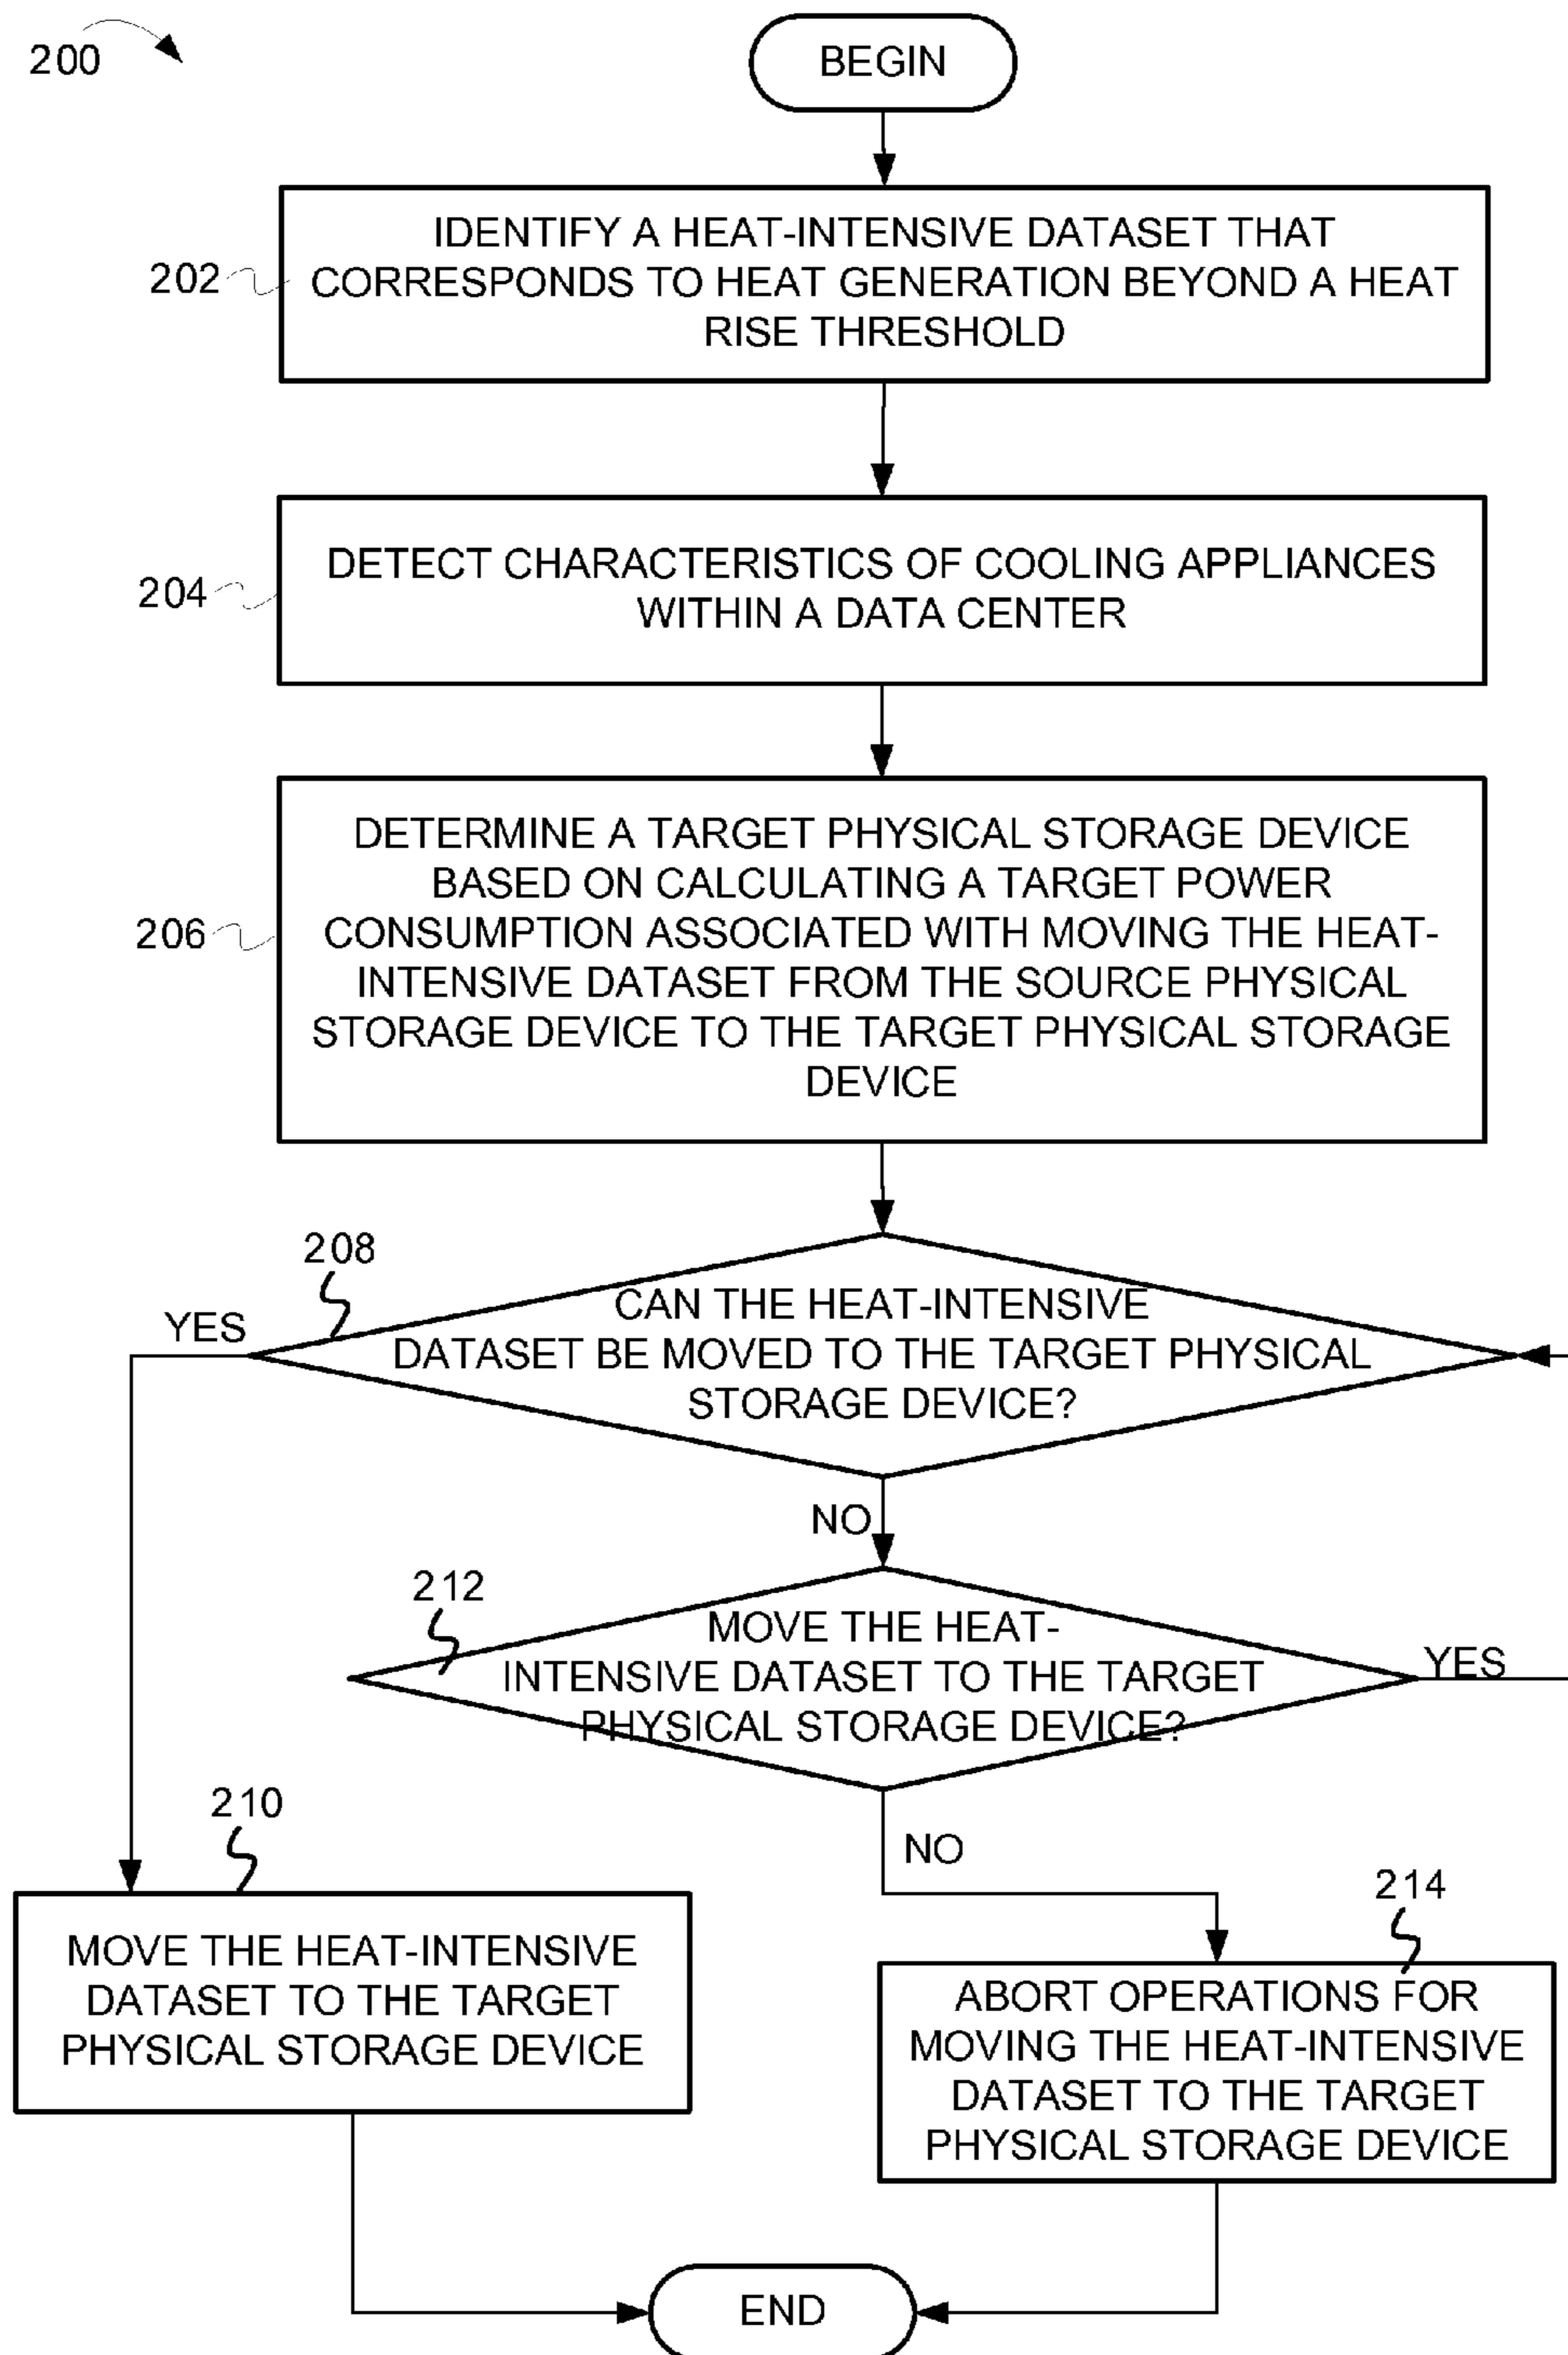 200
BEGIN
IDENTIFY A HEAT-INTENSIVE DATASET THAT
CORRESPONDS TO HEAT GENERATION BEYOND A HEAT
RISE THRESHOLD
202
DETECT CHARACTERISTICS OF COOLING APPLIANCES
WITHIN A DATA CENTER
204
DETERMINE A TARGET PHYSICAL STORAGE DEVICE
BASED ON CALCULATING A TARGET POWER
CONSUMPTION ASSOCIATED WITH MOVING THE HEAT-
INTENSIVE DATASET FROM THE SOURCE PHYSICAL
STORAGE DEVICE TO THE TARGET PHYSICAL STORAGE
DEVICE
206
208
YES
CAN THE HEAT-INTENSIVE
DATASET BE MOVED TO THE TARGET PHYSICAL
STORAGE DEVICE?
NO
212
MOVE THE HEAT-
INTENSIVE DATASET TO THE TARGET
PHYSICAL STORAGE DEVICE?
YES
NO
210
MOVE THE HEAT-INTENSIVE
DATASET TO THE TARGET
PHYSICAL STORAGE DEVICE
214
ABORT OPERATIONS FOR
MOVING THE HEAT-INTENSIVE
DATASET TO THE TARGET
PHYSICAL STORAGE DEVICE
END